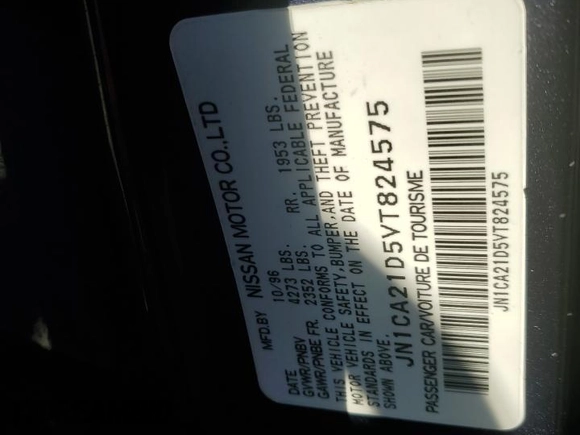 MFD.BY NISSAN MOTOR CO.,LTD
DATE 10/96
GVWR/PNBV 4273 LBS.
GAWR/PNBE FR. 2352 LBS. RR. 1953 LBS.
THIS VEHICLE CONFORMS TO ALL APPLICABLE FEDERAL
MOTOR VEHICLE SAFETY,BUMPER,AND THEFT PREVENTION
STANDARDS IN EFFECT ON THE DATE OF MANUFACTURE
SHOWN ABOVE.
JN1CA21D5VT824575
PASSENGER CAR/VOITURE DE TOURISME
JN1CA21D5VT824575